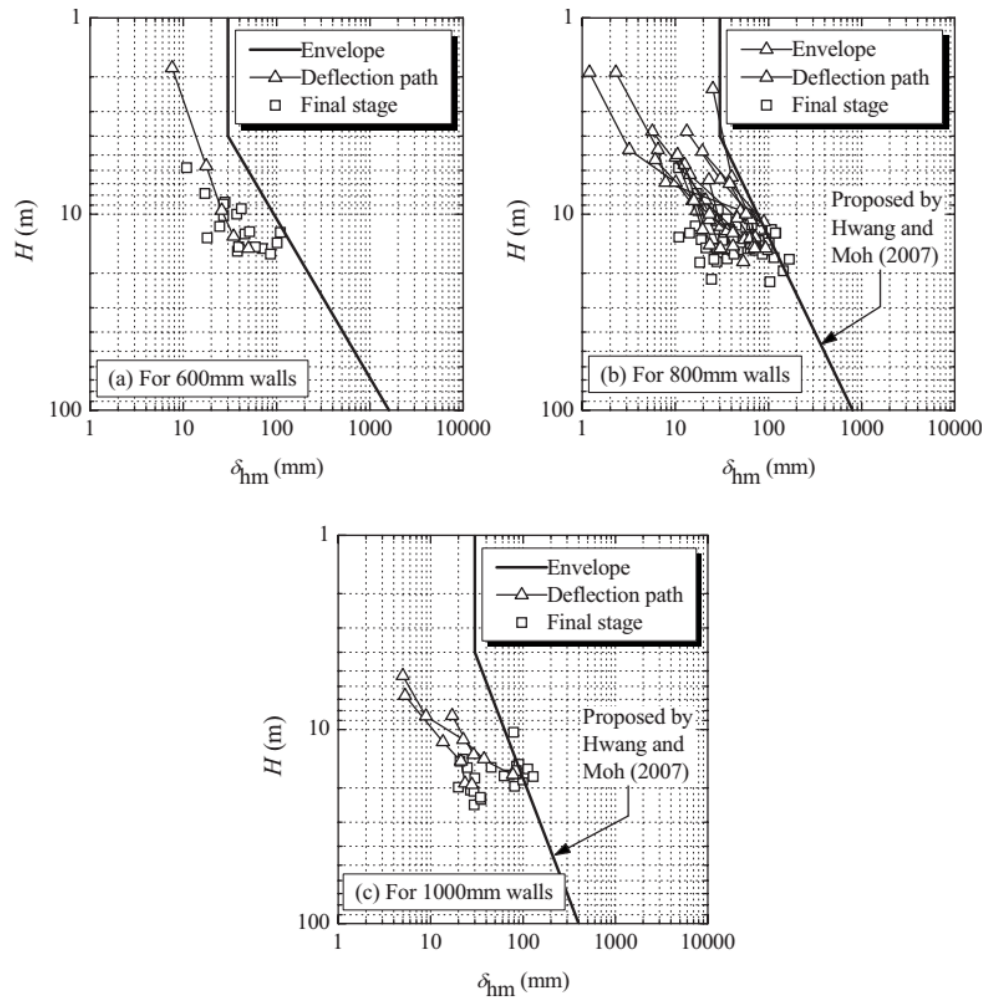 1
10
100
H (m)
Envelope
Deflection path
Final stage
(a) For 600mm walls
1 10 100 1000 10000
δhm (mm)
1
10
100
H (m)
Envelope
Deflection path
Final stage
Proposed by
Hwang and
Moh (2007)
(b) For 800mm walls
1 10 100 1000 10000
δhm (mm)
1
10
100
H (m)
Envelope
Deflection path
Final stage
Proposed by
Hwang and
Moh (2007)
(c) For 1000mm walls
1 10 100 1000 10000
δhm (mm)